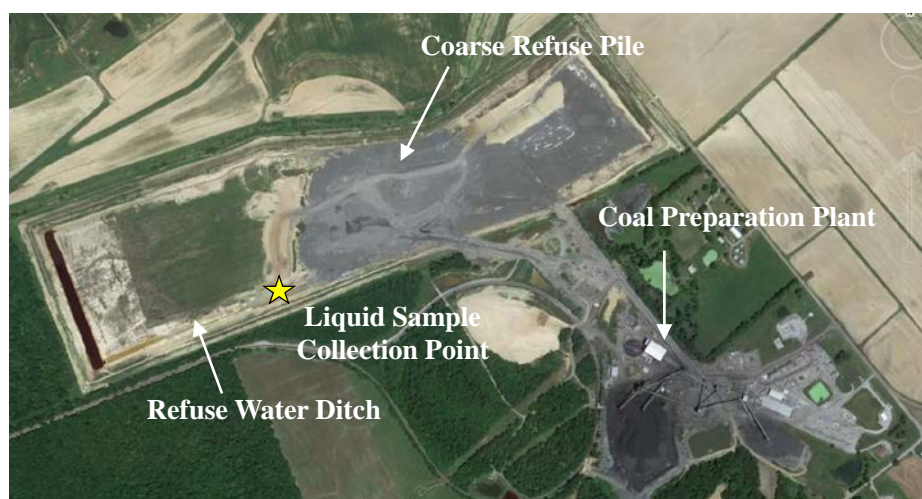 Coarse Refuse Pile
Coal Preparation Plant
Liquid Sample
Collection Point
Refuse Water Ditch